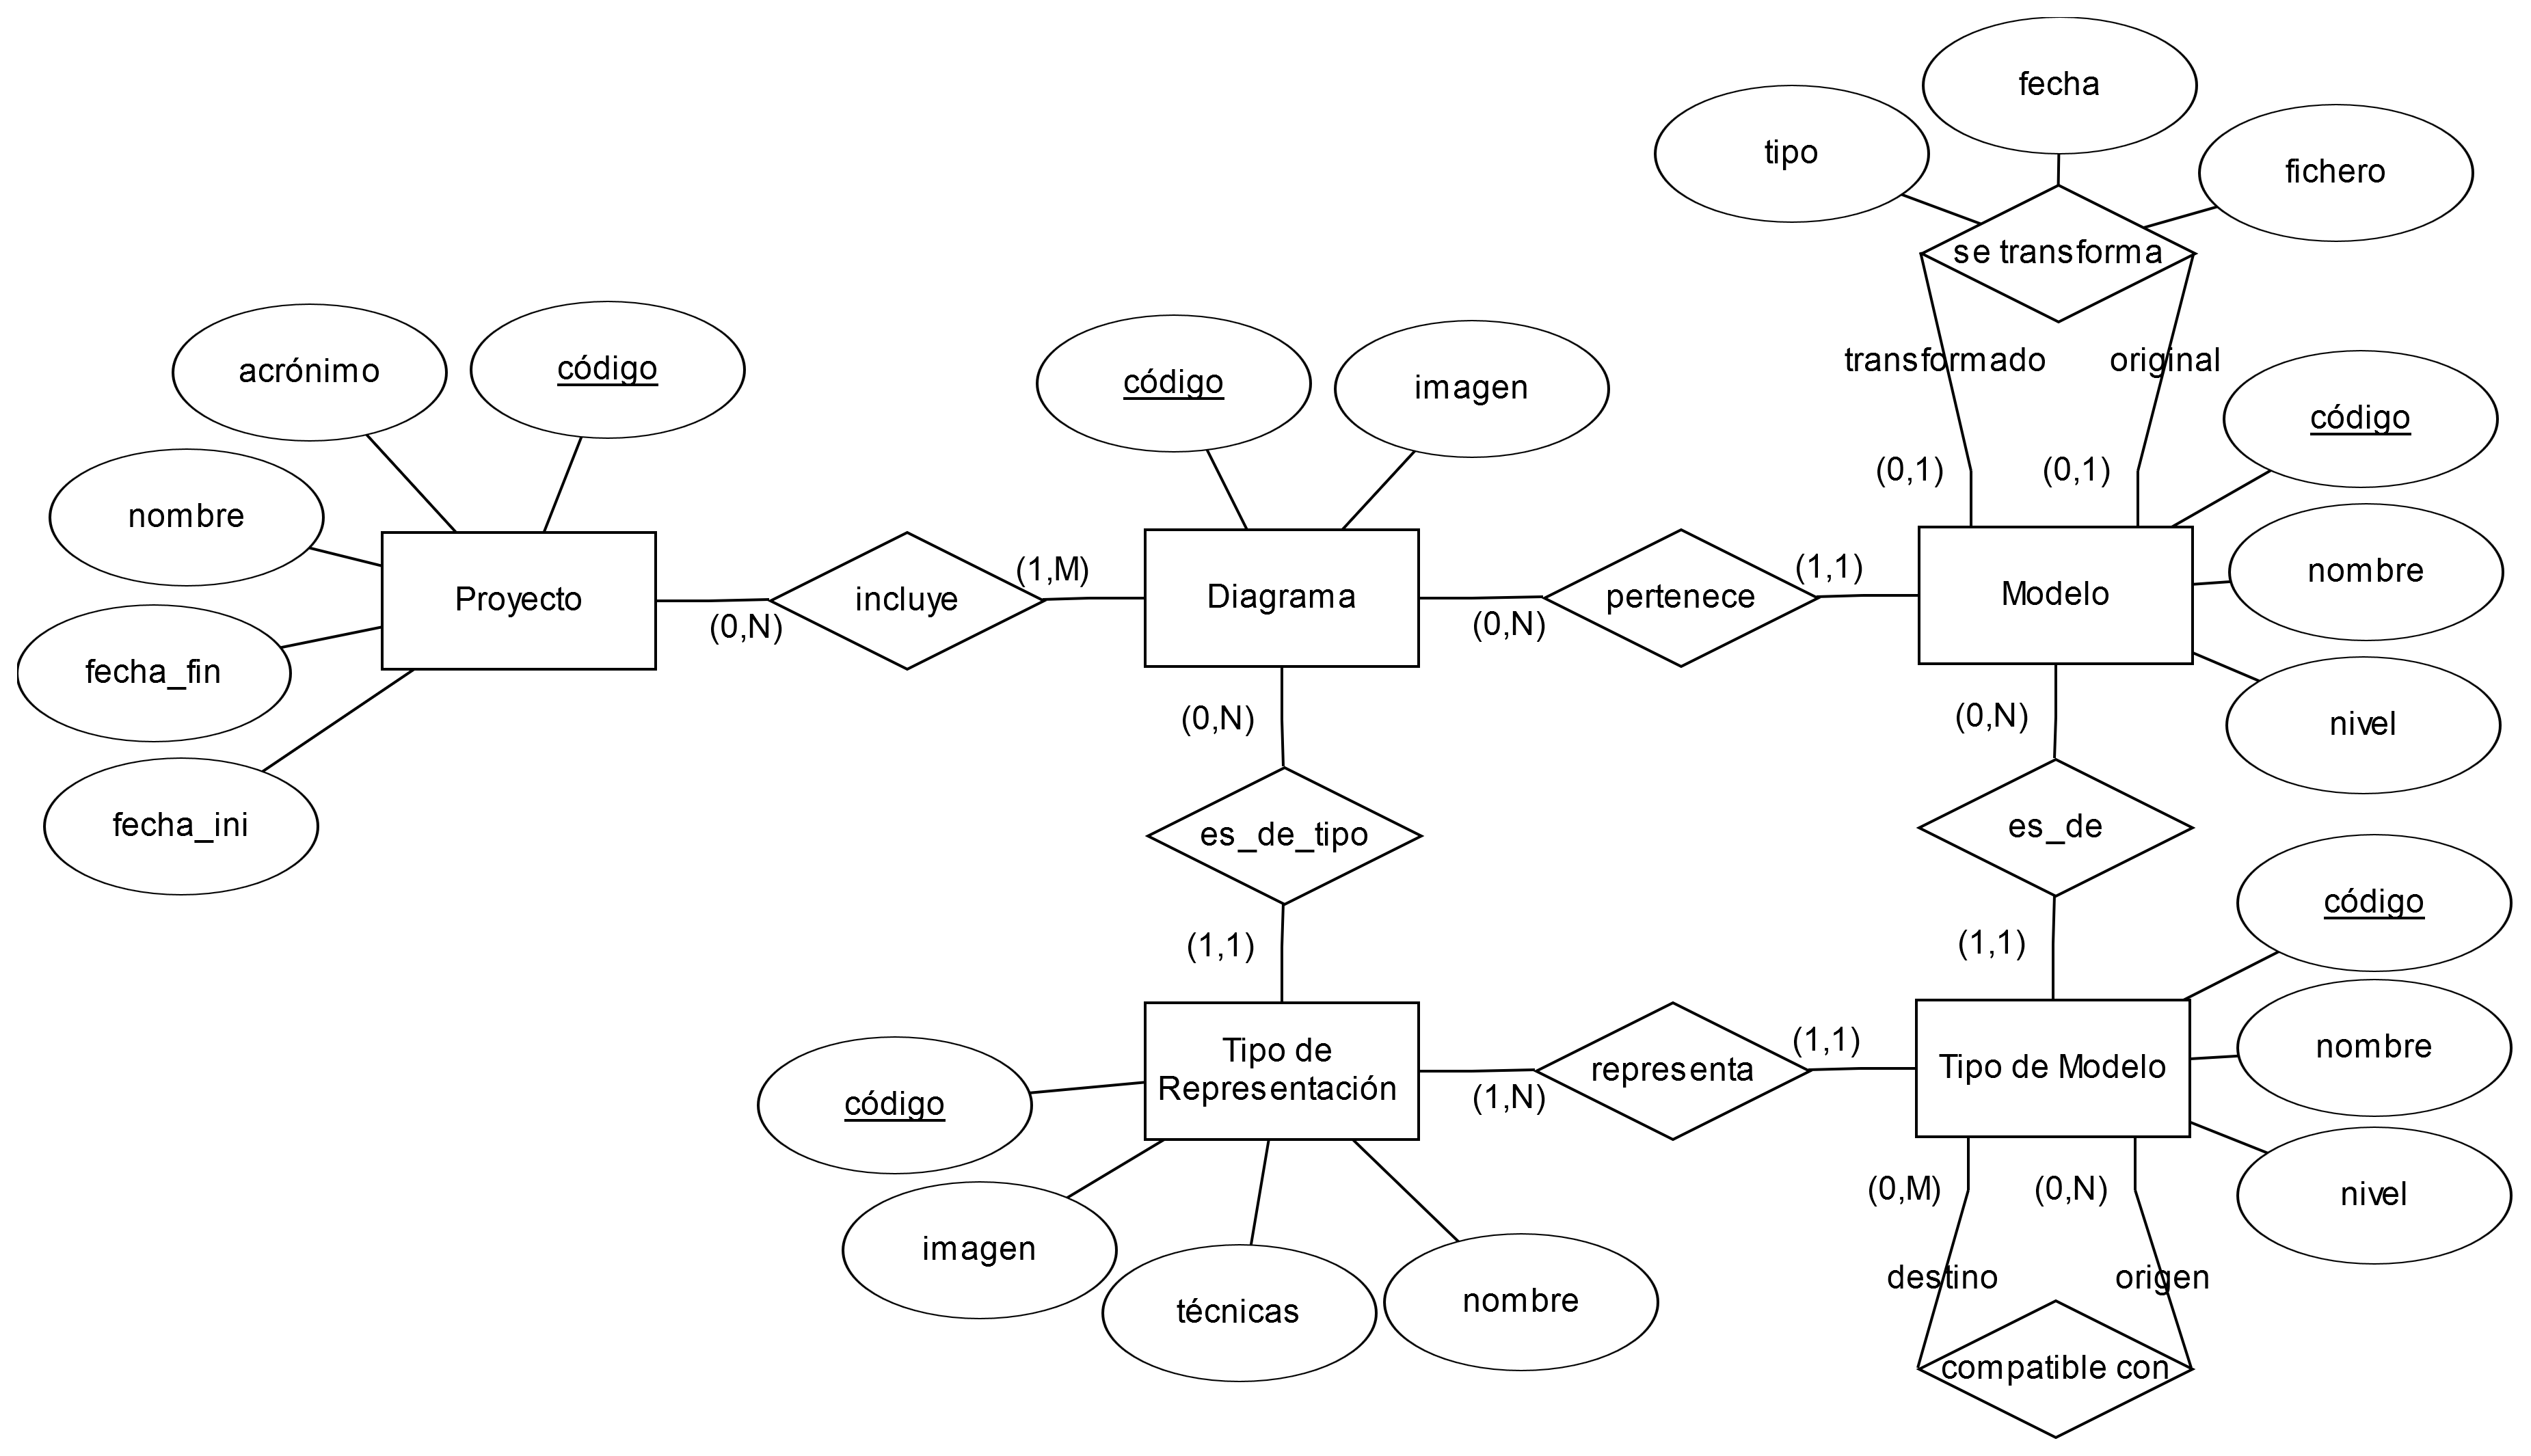 fecha
tipo
fichero
se transforma
transformado
original
acrónimo
código
código
imagen
código
(0,1)
(0,1)
nombre
nombre
Proyecto
(0,N)
incluye
(1,M)
Diagrama
(0,N)
pertenece
(1,1)
Modelo
fecha_fin
(0,N)
(0,N)
nivel
fecha_ini
es_de_tipo
es_de
código
(1,1)
(1,1)
Tipo de
Representación
(1,N)
representa
(1,1)
Tipo de Modelo
nombre
código
(0,M)
(0,N)
nivel
imagen
técnicas
nombre
destino
origen
compatible con